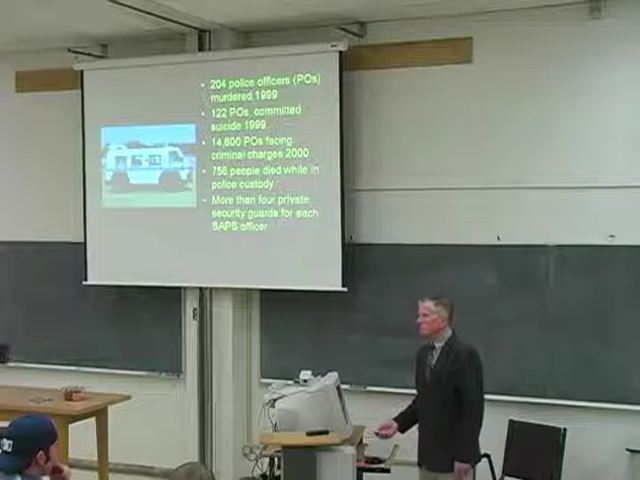 • 204 police officers (POs)
murdered 1999
• 122 POs, committed
suicide 1999
• 14,600 POs facing
criminal charges 2000
• 756 people died while in
police custody
• More than four private
security guards for each
SAPS officer